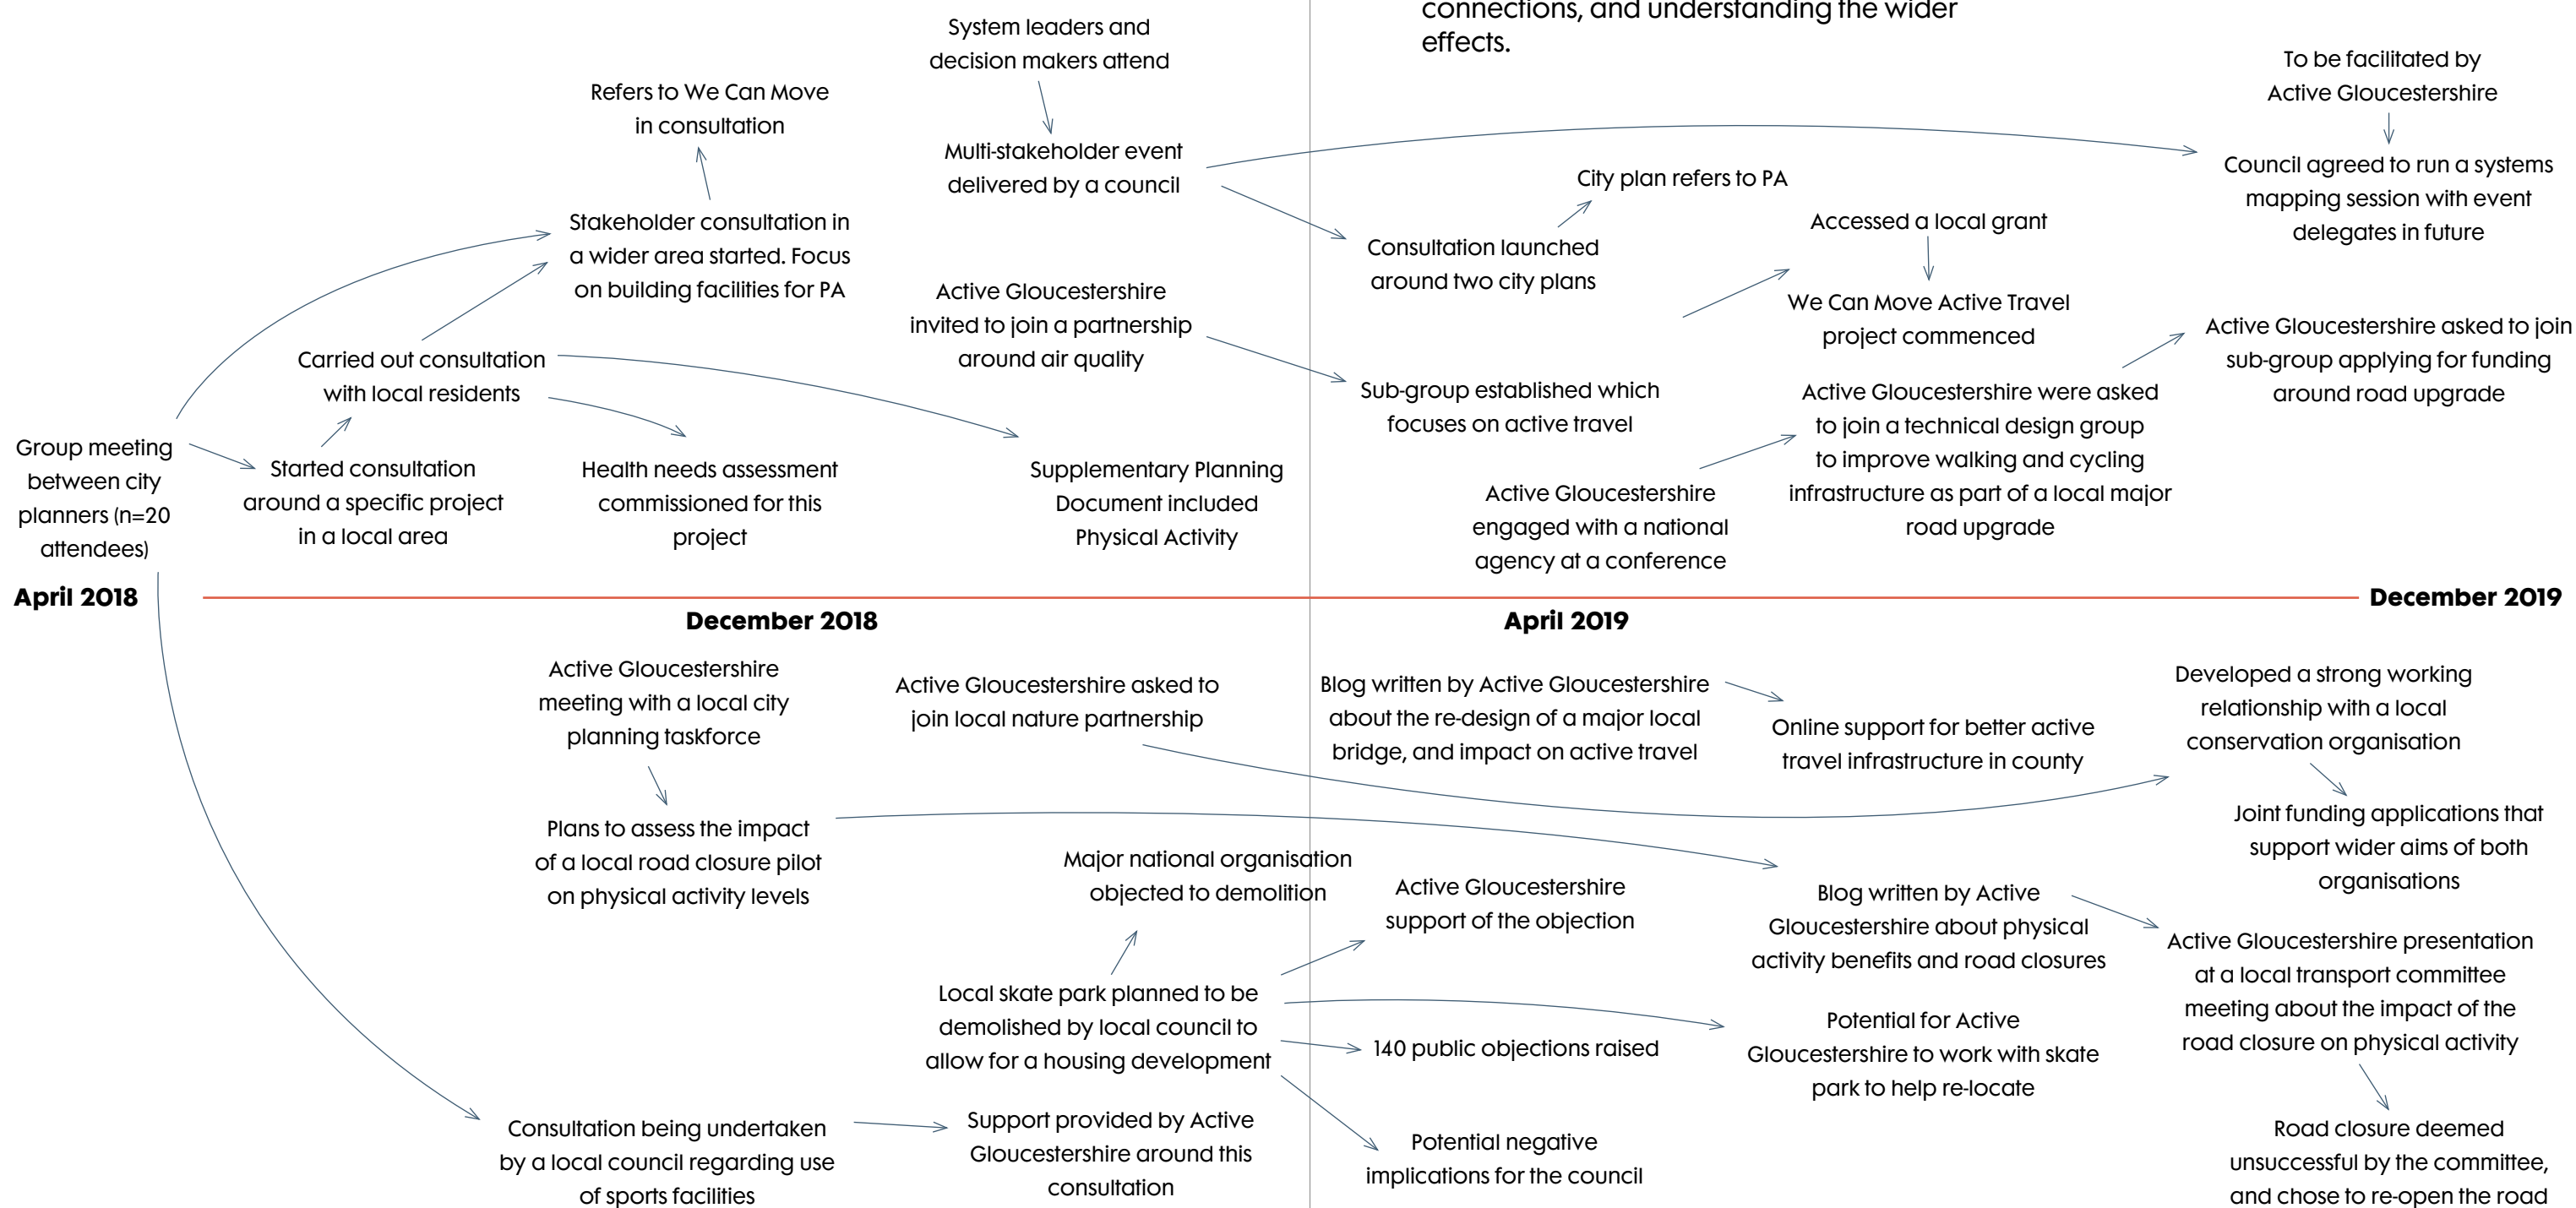 connections, and understanding the wider
effects.
System leaders and
decision makers attend
To be facilitated by
Active Gloucestershire
Refers to We Can Move
in consultation
Multi-stakeholder event
delivered by a council
Council agreed to run a systems
mapping session with event
delegates in future
City plan refers to PA
Stakeholder consultation in
a wider area started. Focus
on building facilities for PA
Accessed a local grant
Consultation launched
around two city plans
Active Gloucestershire
invited to join a partnership
around air quality
We Can Move Active Travel
project commenced
Active Gloucestershire asked to join
sub-group applying for funding
around road upgrade
Carried out consultation
with local residents
Sub-group established which
focuses on active travel
Active Gloucestershire were asked
to join a technical design group
to improve walking and cycling
infrastructure as part of a local major
road upgrade
Group meeting
between city
planners (n=20
attendees)
Started consultation
around a specific project
in a local area
Health needs assessment
commissioned for this
project
Supplementary Planning
Document included
Physical Activity
Active Gloucestershire
engaged with a national
agency at a conference
April 2018
December 2018
April 2019
December 2019
Active Gloucestershire
meeting with a local city
planning taskforce
Active Gloucestershire asked to
join local nature partnership
Blog written by Active Gloucestershire
about the re-design of a major local
bridge, and impact on active travel
Online support for better active
travel infrastructure in county
Developed a strong working
relationship with a local
conservation organisation
Plans to assess the impact
of a local road closure pilot
on physical activity levels
Joint funding applications that
support wider aims of both
organisations
Major national organisation
objected to demolition
Active Gloucestershire
support of the objection
Blog written by Active
Gloucestershire about physical
activity benefits and road closures
Active Gloucestershire presentation
at a local transport committee
meeting about the impact of the
road closure on physical activity
Local skate park planned to be
demolished by local council to
allow for a housing development
140 public objections raised
Potential for Active
Gloucestershire to work with skate
park to help re-locate
Consultation being undertaken
by a local council regarding use
of sports facilities
Support provided by Active
Gloucestershire around this
consultation
Potential negative
implications for the council
Road closure deemed
unsuccessful by the committee,
and chose to re-open the road